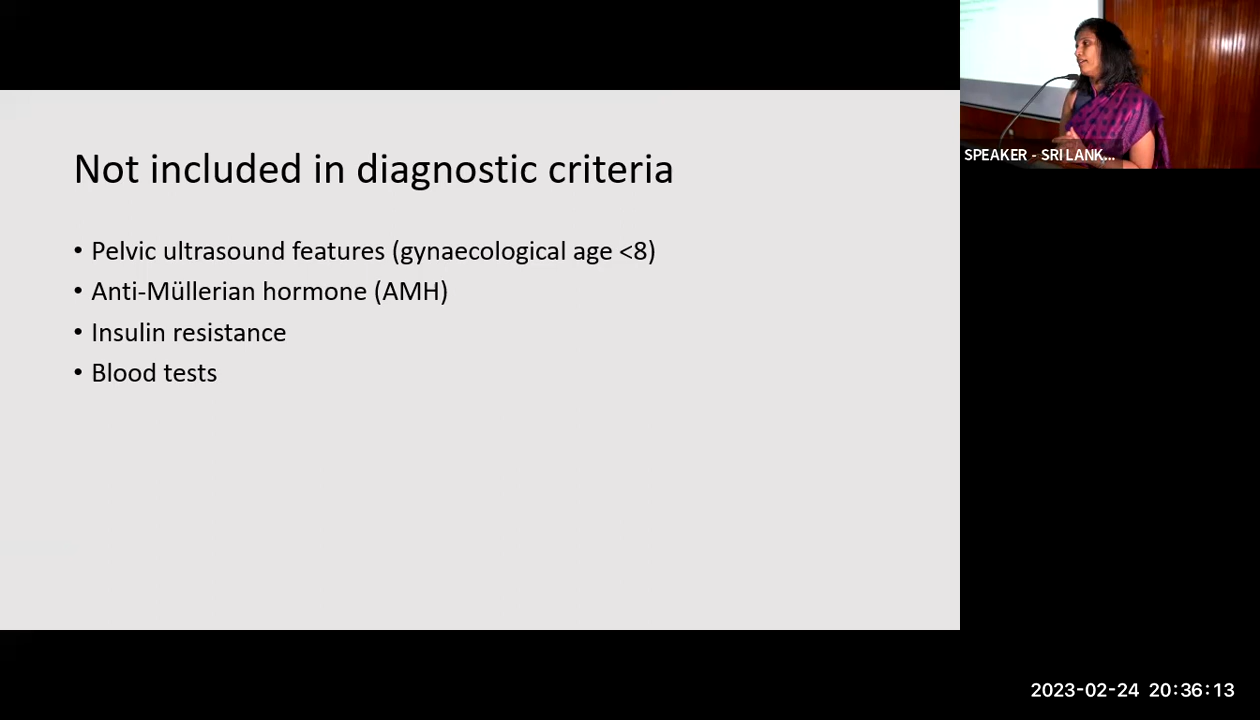 Not included in diagnostic criteria
• Pelvic ultrasound features (gynaecological age <8)
• Anti-Müllerian hormone (AMH)
• Insulin resistance
• Blood tests
SPEAKER - SRI LANK...
2023-02-24 20:36:13